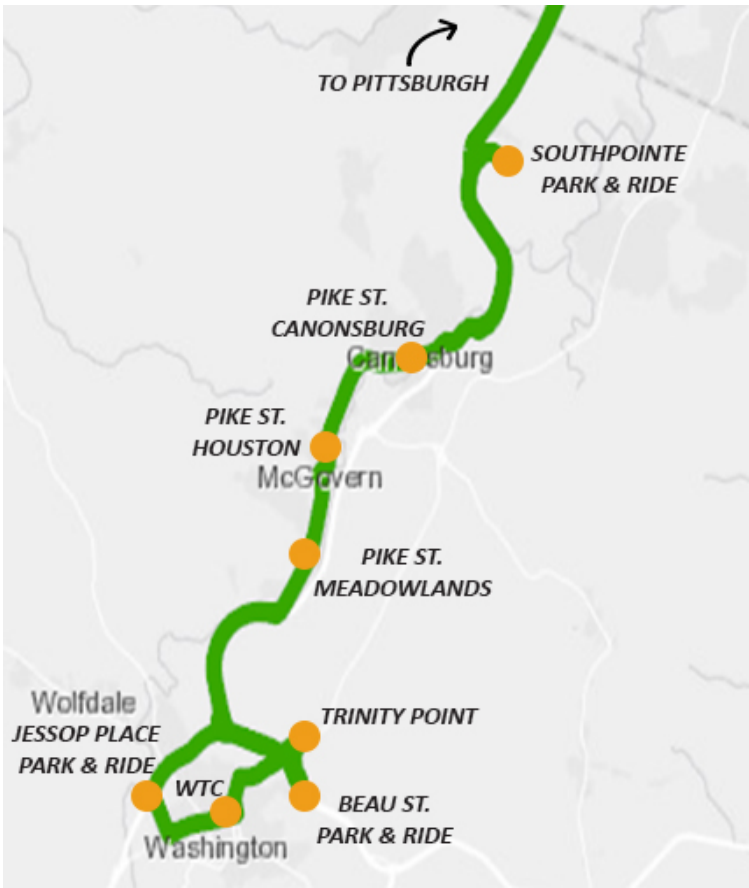 TO PITTSBURGH
SOUTHPOINTE
PARK & RIDE
PIKE ST.
CANONSBURG
PIKE ST.
HOUSTON
McGovern
PIKE ST.
MEADOWLANDS
Wolfdale
JESSOP PLACE
PARK & RIDE
TRINITY POINT
WTC
BEAU ST.
PARK & RIDE
Washington